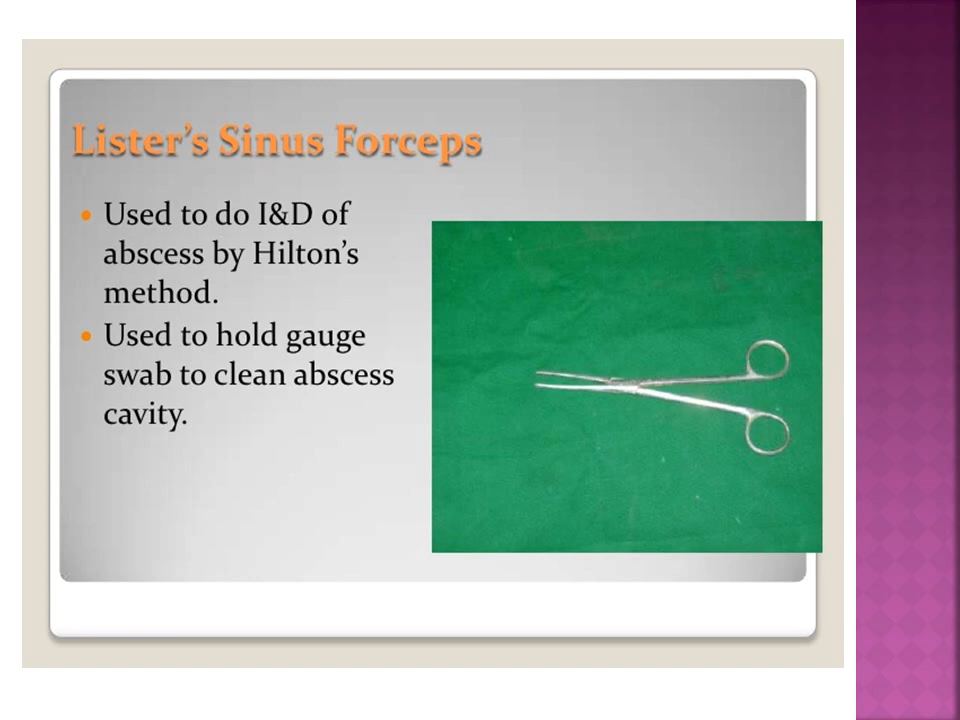 Lister’s Sinus Forceps
• Used to do I&D of
abscess by Hilton’s
method.
• Used to hold gauge
swab to clean abscess
cavity.